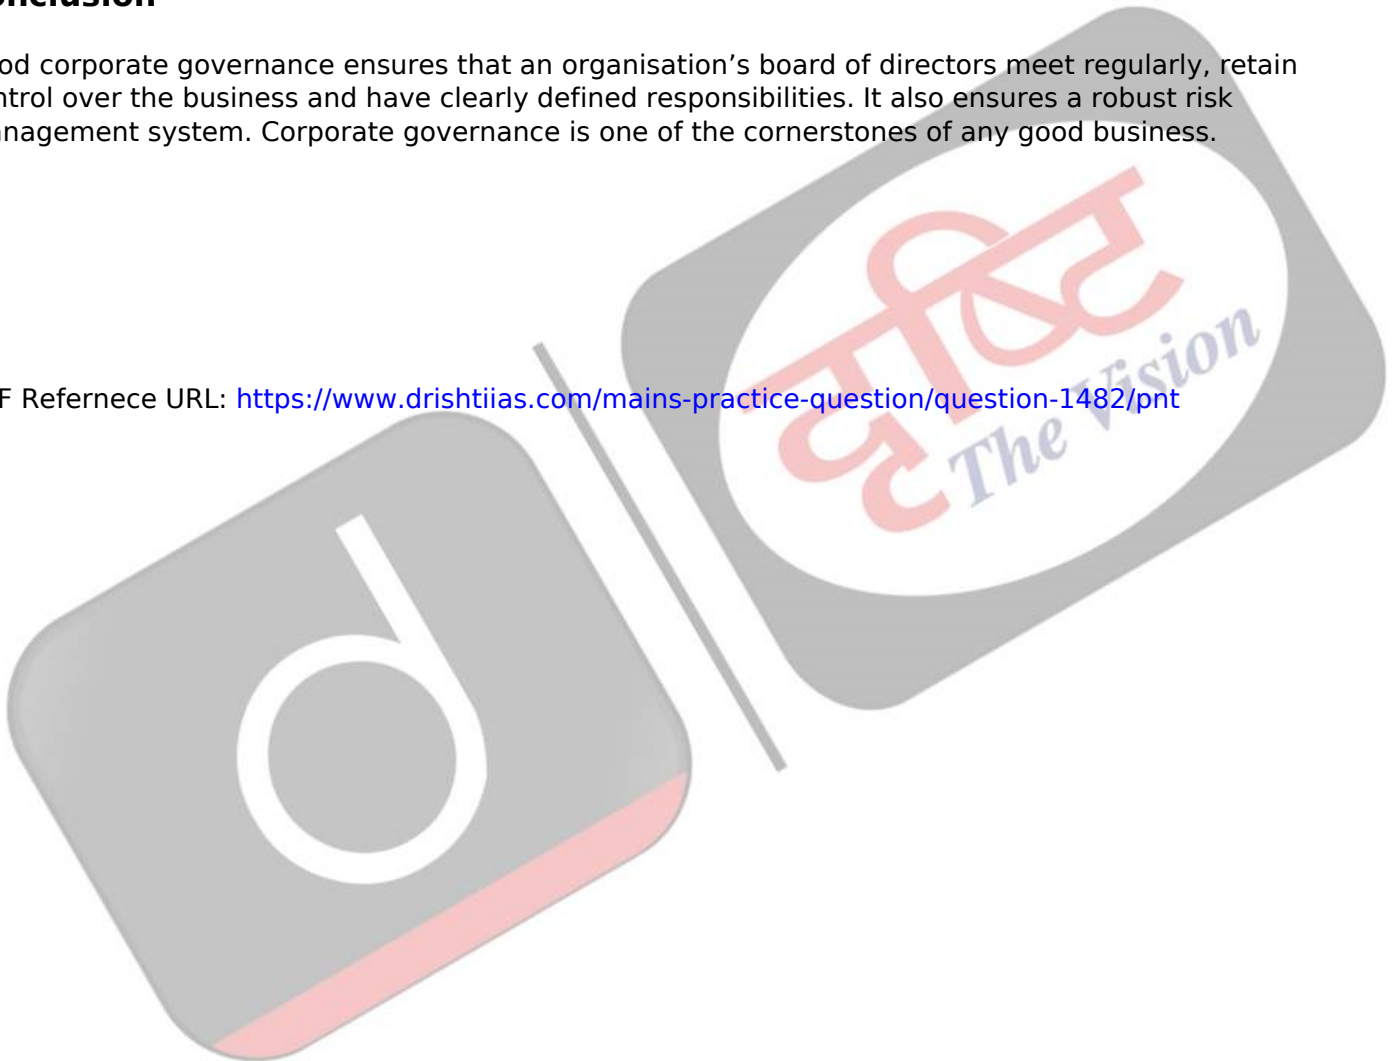 onclusion
od corporate governance ensures that an organisation’s board of directors meet regularly, retain
ntrol over the business and have clearly defined responsibilities. It also ensures a robust risk
nagement system. Corporate governance is one of the cornerstones of any good business.
दृष्टि
The Vision
F Refernece URL: https://www.drishtiias.com/mains-practice-question/question-1482/pnt
d